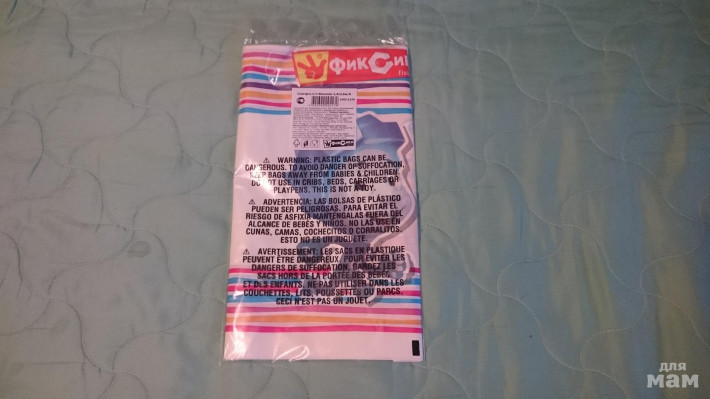 ФИКСИ
⚠ WARNING: PLASTIC BAGS CAN BE
DANGEROUS. TO AVOID DANGER OF SUFFOCATION,
KEEP BAGS AWAY FROM BABIES & CHILDREN.
DO NOT USE IN CRIBS, BEDS, CARRIAGES OR
PLAYPENS. THIS IS NOT A TOY.
⚠ ADVERTENCIA: LAS BOLSAS DE PLÁSTICO
PUEDEN SER PELIGROSAS. PARA EVITAR EL
RIESGO DE ASFIXIA MANTENGALAS FUERA DEL
ALCANCE DE BEBÉS Y NIÑOS. NO LAS USE EN
CUNAS, CAMAS, COCHECITOS O CORRALITOS.
ESTO NO ES UN JUGUETE.
⚠ AVERTISSEMENT: LES SACS EN PLASTIQUE
PEUVENT ÊTRE DANGEREUX. POUR ÉVITER LES
DANGERS DE SUFFOCATION, GARDEZ LES
SACS HORS DE LA PORTÉE DES BÉBÉS
ET DES ENFANTS. NE PAS UTILISER DANS LES
COUCHETTES, LITS, POUSSETTES OU PARCS.
CECI N'EST PAS UN JOUET.
для
мам